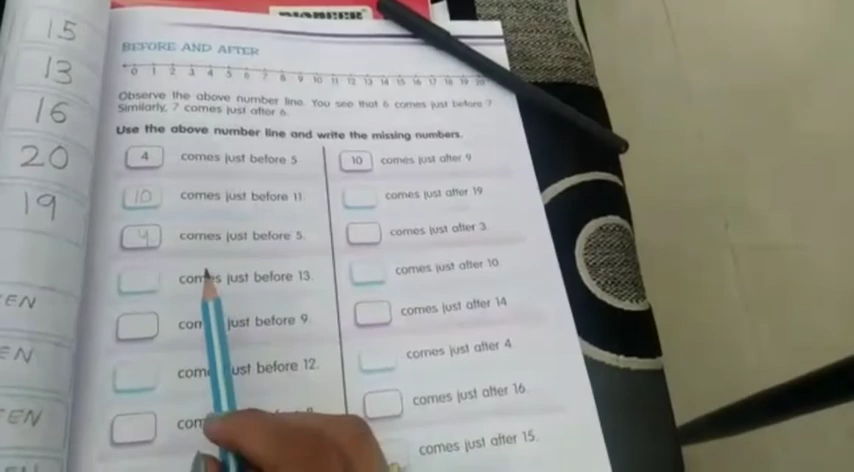 15
13
16
20
19
EN
EN
EN
PIONEER
BEFORE AND AFTER
0 1 2 3 4 5 6 7 8 9 10 11 12 13 14 15 16 17 18 19 20
Observe the above number line. You see that 6 comes just before 7
Similarly, 7 comes just after 6.
Use the above number line and write the missing numbers.
4 comes just before 5
10 comes just before 11
4 comes just before 5.
comes just before 13.
just before 9
just before 12.
10 comes just after 9
comes just after 19
comes just after 3
comes just after 10
comes just after 14
comes just after 4
comes just after 16
comes just after 15.